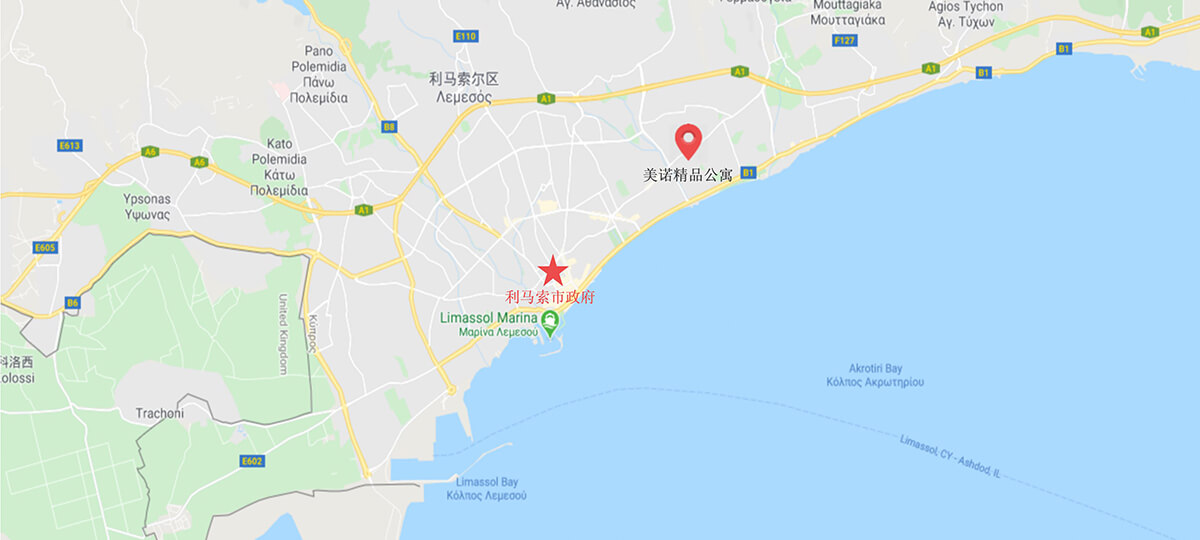 Αγ. Αθανάσιος
Γερμασόγεια
Mouttagiaka
Μουτταγιάκα
Agios Tychon
Αγ. Τύχων
A1
B1
E110
F127
Pano
Polemidia
Πάνω
Πολεμίδια
利马索尔区
Λεμεσός
A1
A1
B1
A1
B8
E613
A6
A6
Kato
Polemidia
Κάτω
Πολεμίδια
美诺精品公寓
B1
Ypsonas
Ύψωνας
A1
E605
利马索市政府
B6
United Kingdom
Κύπρος
Limassol Marina
Μαρίνα Λεμεσού
科洛西
Kolossi
Akrotiri Bay
Κόλπος Ακρωτηρίου
Trachoni
Limassol, CY - Ashdod, IL
E602
Limassol Bay
Κόλπος Λεμεσού